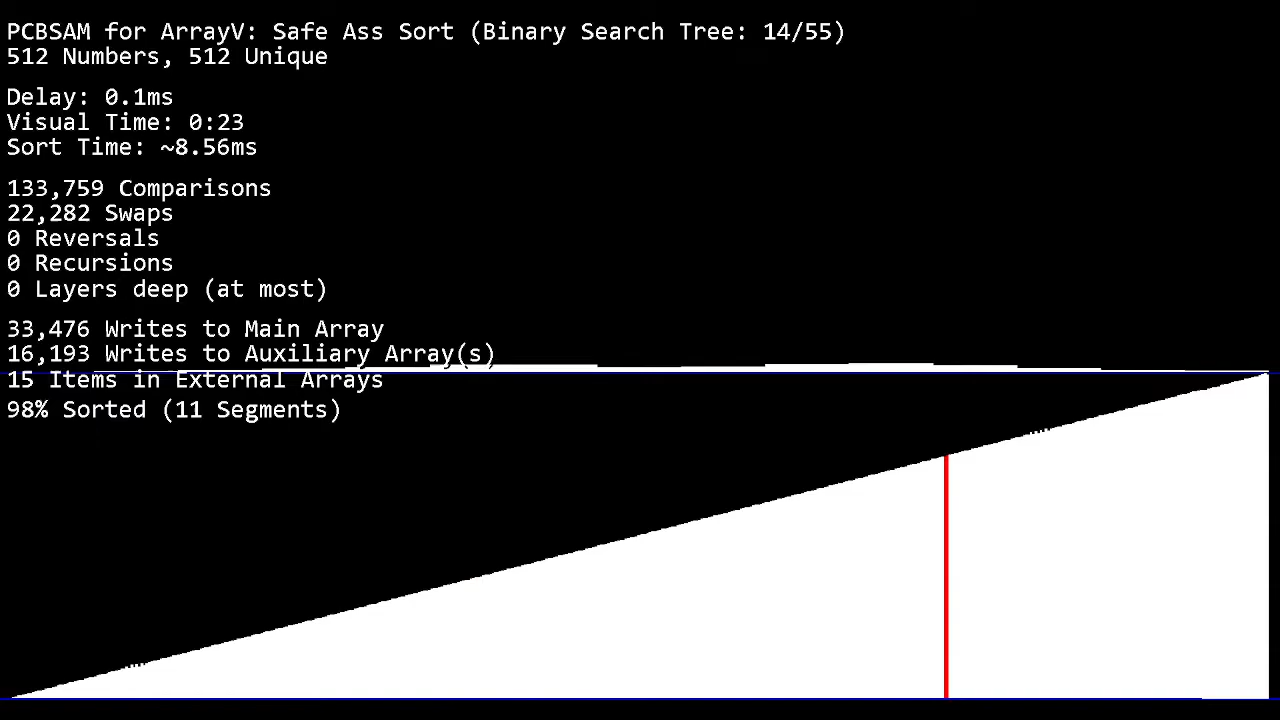 PCBSAM for ArrayV: Safe Ass Sort (Binary Search Tree: 14/55)
512 Numbers, 512 Unique
Delay: 0.1ms
Visual Time: 0:23
Sort Time: ~8.56ms
133,759 Comparisons
22,282 Swaps
0 Reversals
0 Recursions
0 Layers deep (at most)
33,476 Writes to Main Array
16,193 Writes to Auxiliary Array(s)
15 Items in External Arrays
98% Sorted (11 Segments)